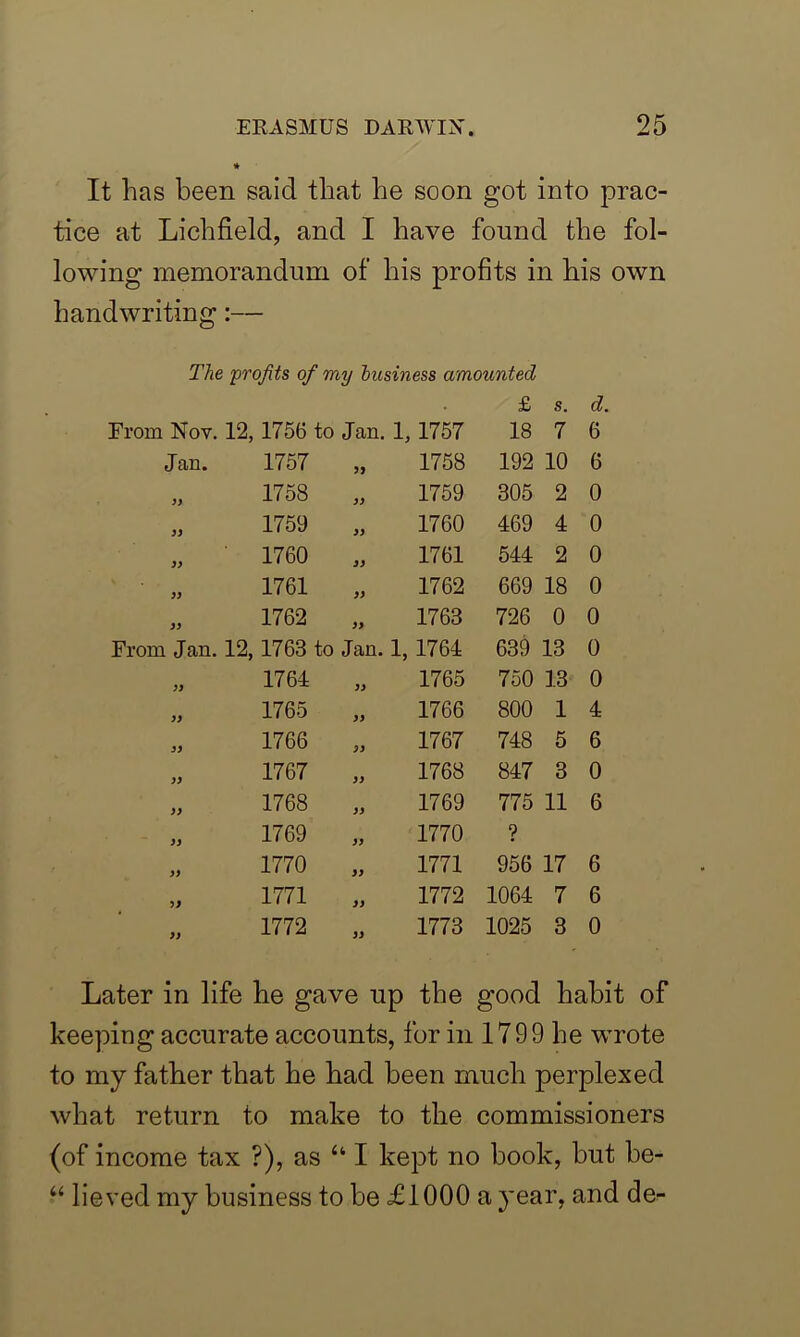 ERASMUS DARWIN. 25
It has been said that he soon got into prac-
tice at Lichfield, and I have found the fol-
lowing memorandum of his profits in his own
handwriting :—
The profits of my business amounted
£ s. d.
From Nov. 12, 1756 to Jan. 1, 1757 18 7 6
Jan. 1757 „ 1758 192 10 6
„ 1758 „ 1759 305 2 0
„ 1759 „ 1760 469 4 0
„ 1760 „ 1761 544 2 0
„ 1761 „ 1762 669 18 0
„ 1762 „ 1763 726 0 0
From Jan. 12, 1763 to Jan. 1, 1764 639 13 0
„ 1764 „ 1765 750 13 0
„ 1765 „ 1766 800 1 4
„ 1766 „ 1767 748 5 6
„ 1767 „ 1768 847 3 0
„ 1768 „ 1769 775 11 6
„ 1769 „ 1770 ?
„ 1770 „ 1771 956 17 6
„ 1771 „ 1772 1064 7 6
„ 1772 „ 1773 1025 3 0
Later in life he gave up the good habit of
keeping accurate accounts, for in 1799 he wrote
to my father that he had been much perplexed
what return to make to the commissioners
(of income tax ?), as “ I kept no book, but be-
“ lieved my business to be £1000 a year, and de-